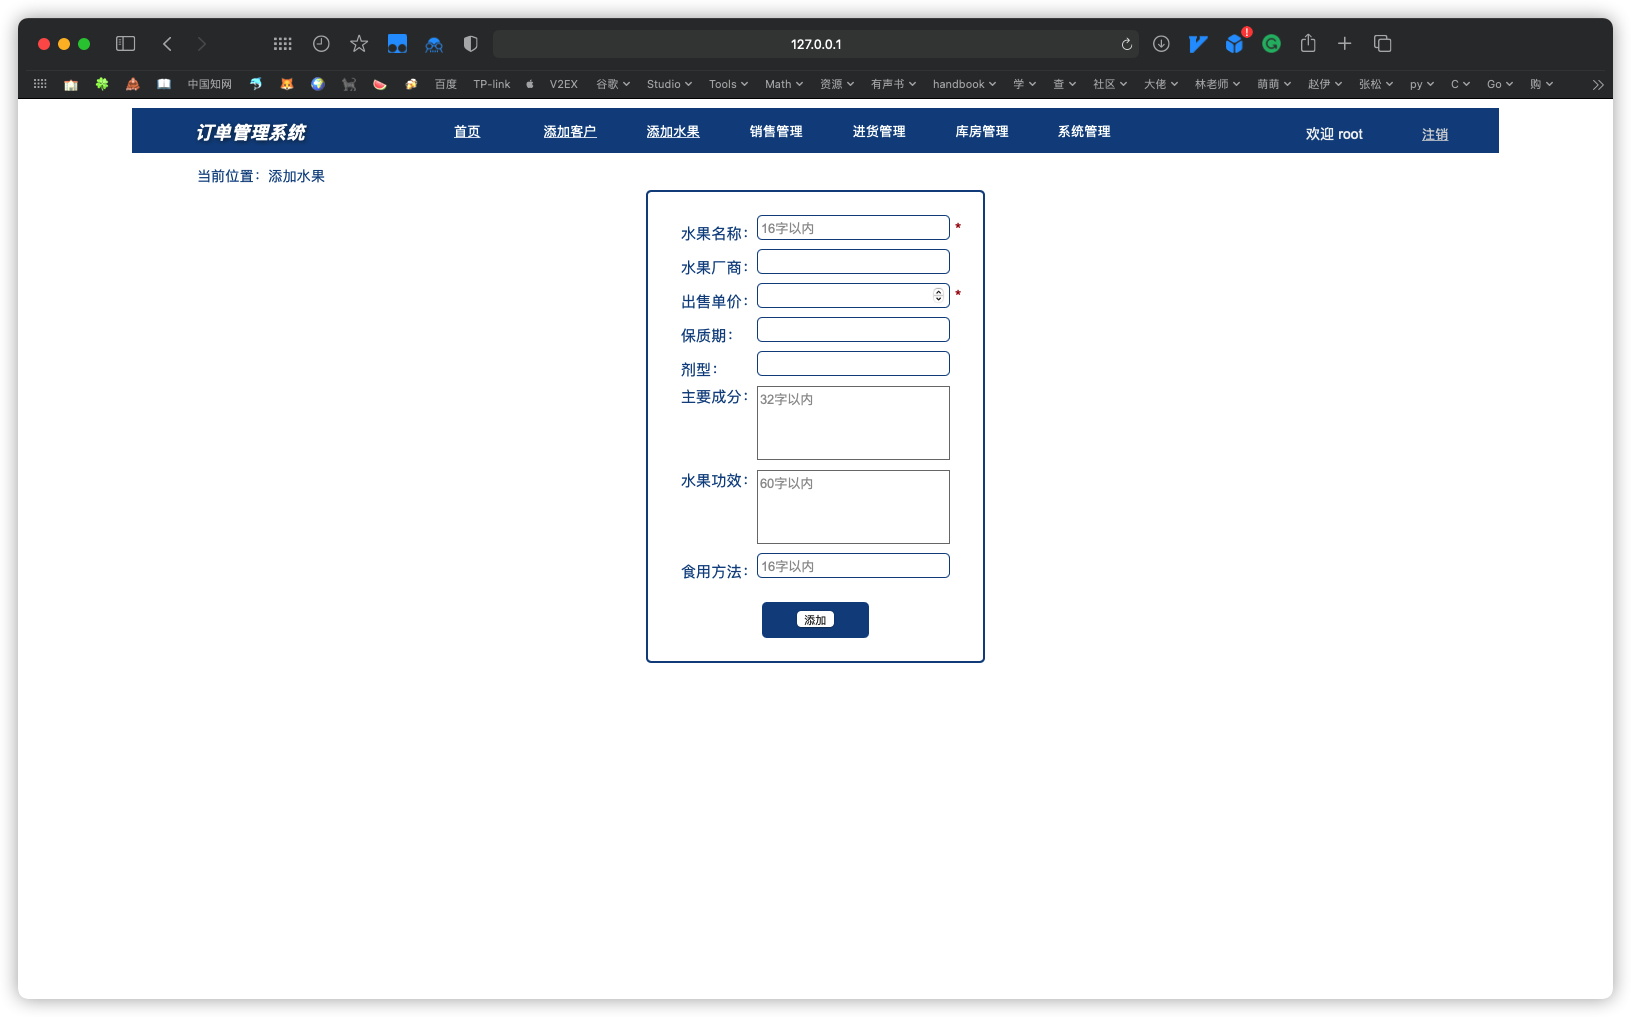 127.0.0.1
中国知网 百度 TP-link V2EX 谷歌 Studio Tools Math 资源 有声书 handbook 学 查 社区 大佬 林老师 萌萌 赵伊 张松 py C Go 购
订单管理系统 首页 添加客户 添加水果 销售管理 进货管理 库房管理 系统管理 欢迎 root 注销
当前位置：添加水果
水果名称： 16字以内 *
水果厂商：
出售单价： *
保质期：
剂型：
主要成分： 32字以内
水果功效： 60字以内
食用方法： 16字以内
添加